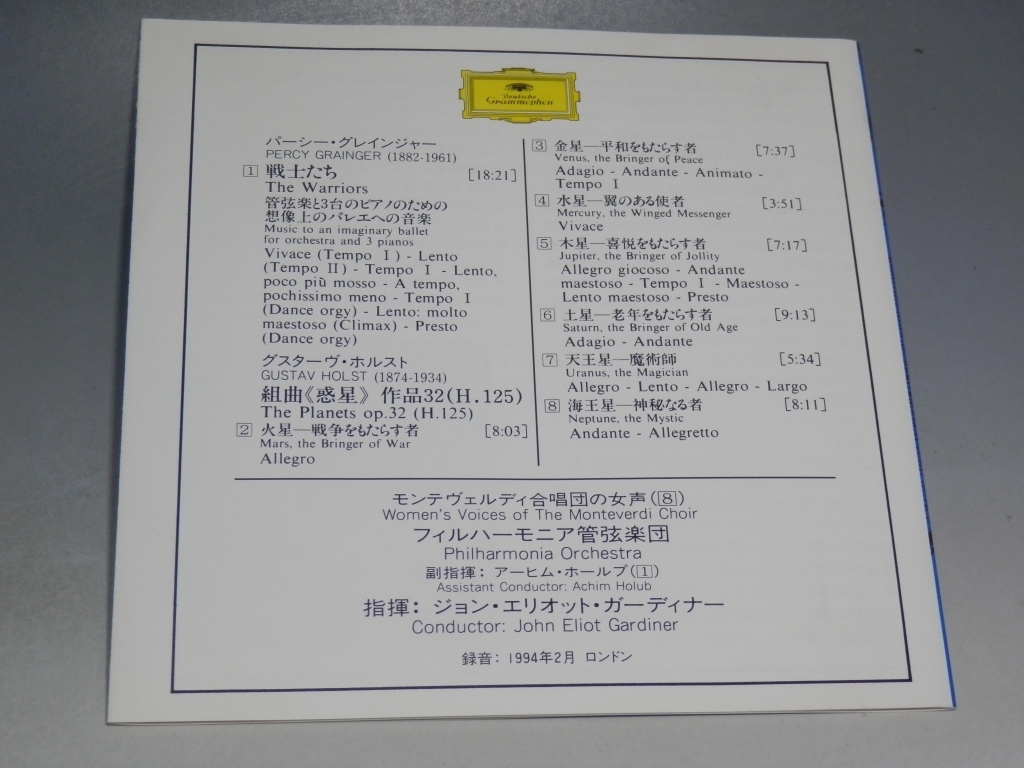 Deutsche
Grammophon
パーシー・グレインジャー
PERCY GRAINGER (1882-1961)
1 戦士たち [18:21]
The Warriors
管弦楽と3台のピアノのための
想像上のバレエへの音楽
Music to an imaginary ballet
for orchestra and 3 pianos
Vivace (Tempo I) - Lento
(Tempo II) - Tempo I - Lento,
poco più mosso - A tempo,
pochissimo meno - Tempo I
(Dance orgy) - Lento: molto
maestoso (Climax) - Presto
(Dance orgy)
グスターヴ・ホルスト
GUSTAV HOLST (1874-1934)
組曲《惑星》 作品32(H.125)
The Planets op.32 (H.125)
2 火星—戦争をもたらす者 [8:03]
Mars, the Bringer of War
Allegro
3 金星—平和をもたらす者 [7:37]
Venus, the Bringer of Peace
Adagio - Andante - Animato -
Tempo I
4 水星—翼のある使者 [3:51]
Mercury, the Winged Messenger
Vivace
5 木星—喜悦をもたらす者 [7:17]
Jupiter, the Bringer of Jollity
Allegro giocoso - Andante
maestoso - Tempo I - Maestoso -
Lento maestoso - Presto
6 土星—老年をもたらす者 [9:13]
Saturn, the Bringer of Old Age
Adagio - Andante
7 天王星—魔術師 [5:34]
Uranus, the Magician
Allegro - Lento - Allegro - Largo
8 海王星—神秘なる者 [8:11]
Neptune, the Mystic
Andante - Allegretto
モンテヴェルディ合唱団の女声(8)
Women's Voices of The Monteverdi Choir
フィルハーモニア管弦楽団
Philharmonia Orchestra
副指揮：アーヒム・ホールブ(1)
Assistant Conductor: Achim Holub
指揮：ジョン・エリオット・ガーディナー
Conductor: John Eliot Gardiner
録音：1994年2月 ロンドン